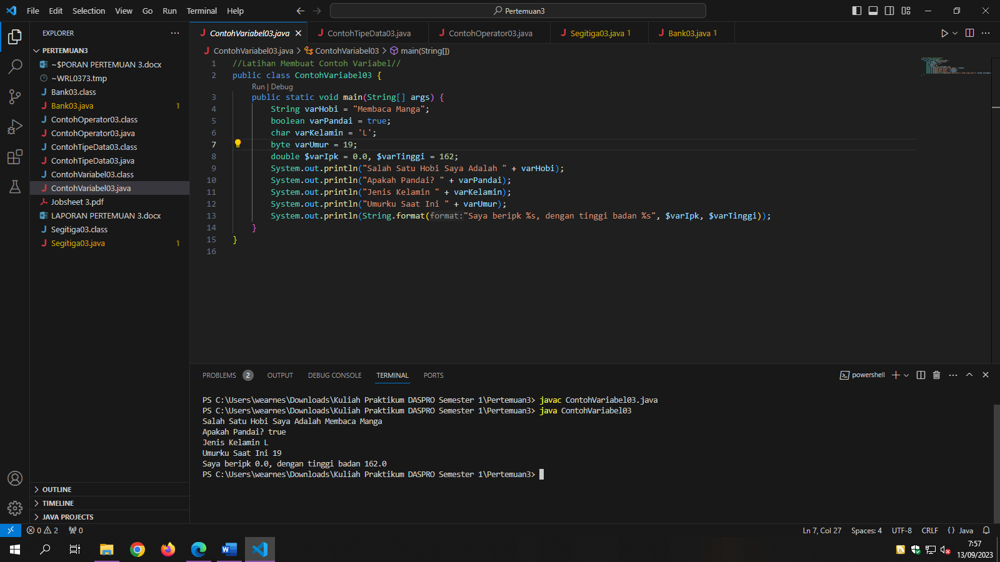 File Edit Selection View Go Run Terminal Help
Pertemuan3
EXPLORER
PERTEMUAN3
~$PORAN PERTEMUAN 3.docx
~WRL0373.tmp
Bank03.class
Bank03.java 1
ContohOperator03.class
ContohOperator03.java
ContohTipeData03.class
ContohTipeData03.java
ContohVariabel03.class
ContohVariabel03.java
Jobsheet 3.pdf
LAPORAN PERTEMUAN 3.docx
Segitiga03.class
Segitiga03.java 1
OUTLINE
TIMELINE
JAVA PROJECTS
ContohVariabel03.java ContohTipeData03.java ContohOperator03.java Segitiga03.java 1 Bank03.java 1
ContohVariabel03.java > ContohVariabel03 > main(String[])
1 //Latihan Membuat Contoh Variabel//
2 public class ContohVariabel03 {
Run | Debug
3 public static void main(String[] args) {
4 String varHobi = "Membaca Manga";
5 boolean varPandai = true;
6 char varKelamin = 'L';
7 byte varUmur = 19;
8 double $varIpk = 0.0, $varTinggi = 162;
9 System.out.println("Salah Satu Hobi Saya Adalah " + varHobi);
10 System.out.println("Apakah Pandai? " + varPandai);
11 System.out.println("Jenis Kelamin " + varKelamin);
12 System.out.println("Umurku Saat Ini " + varUmur);
13 System.out.println(String.format(format:"Saya beripk %s, dengan tinggi badan %s", $varIpk, $varTinggi));
14 }
15 }
16
PROBLEMS 2 OUTPUT DEBUG CONSOLE TERMINAL PORTS
powershell
PS C:\Users\wearnes\Downloads\Kuliah Praktikum DASPRO Semester 1\Pertemuan3> javac ContohVariabel03.java
PS C:\Users\wearnes\Downloads\Kuliah Praktikum DASPRO Semester 1\Pertemuan3> java ContohVariabel03
Salah Satu Hobi Saya Adalah Membaca Manga
Apakah Pandai? true
Jenis Kelamin L
Umurku Saat Ini 19
Saya beripk 0.0, dengan tinggi badan 162.0
PS C:\Users\wearnes\Downloads\Kuliah Praktikum DASPRO Semester 1\Pertemuan3>
0 2 0
Ln 7, Col 27 Spaces: 4 UTF-8 CRLF {} Java
7:57
13/09/2023